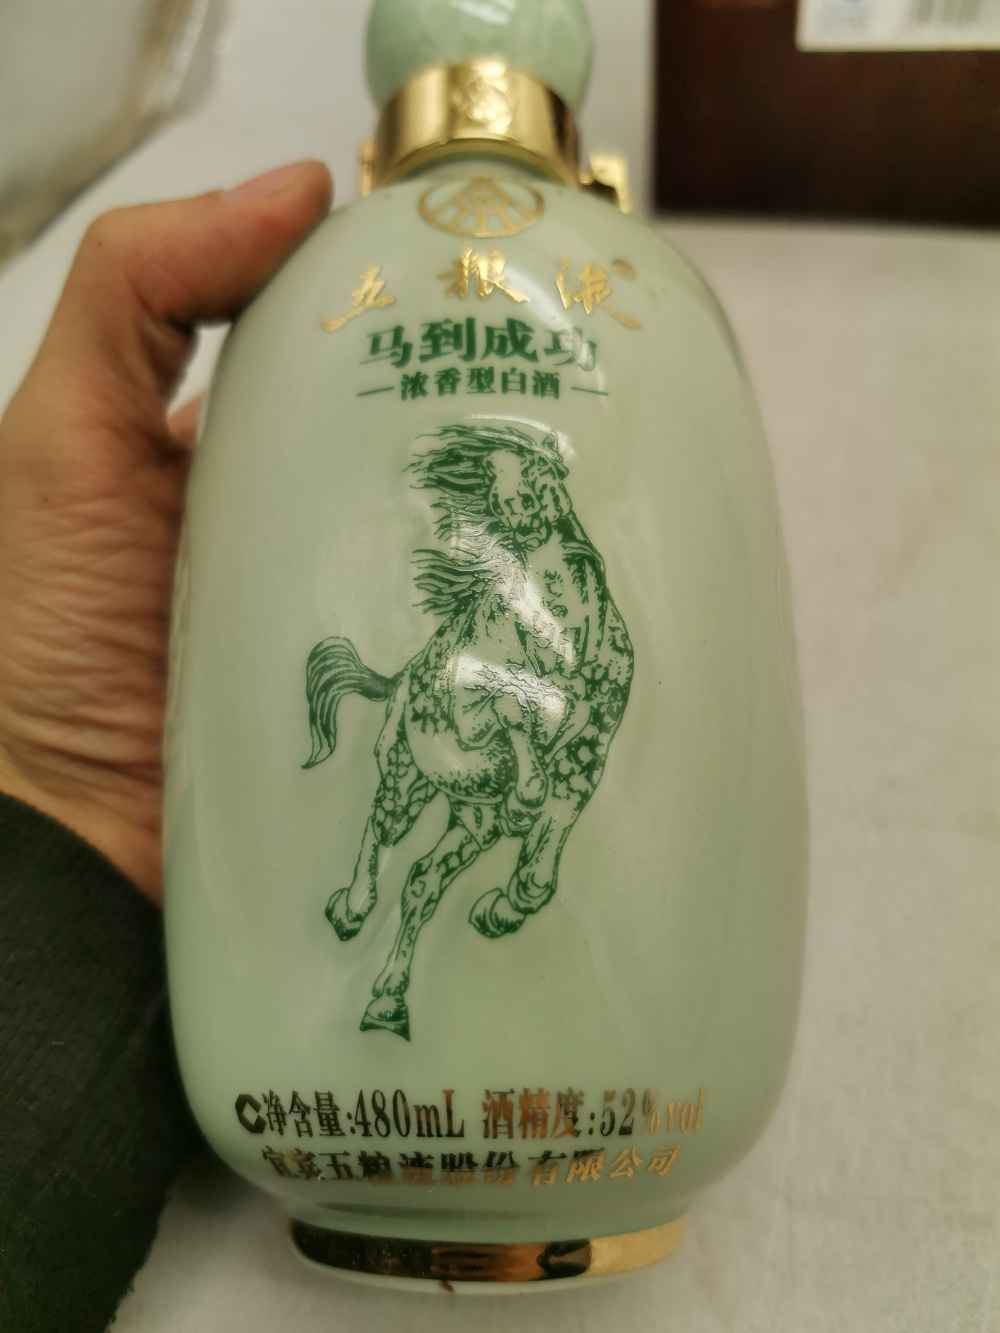 五粮液
马到成功
—浓香型白酒—
净含量:480mL 酒精度:52%vol
宜宾五粮液股份有限公司